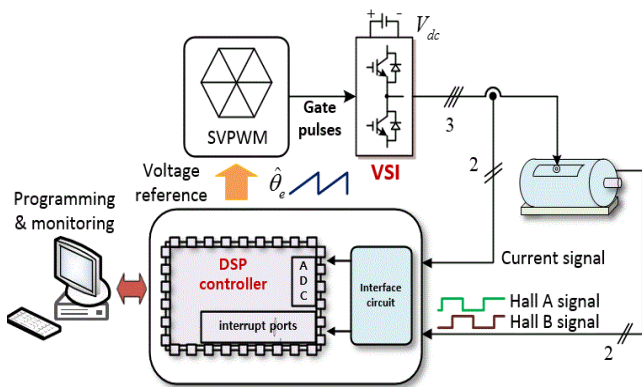 + -
V_dc
SVPWM
Gate
pulses
3
VSI
2
Voltage
reference
θ̂_e
Programming
& monitoring
DSP
controller
A
D
C
Interface
circuit
interrupt ports
Current signal
Hall A signal
Hall B signal
2